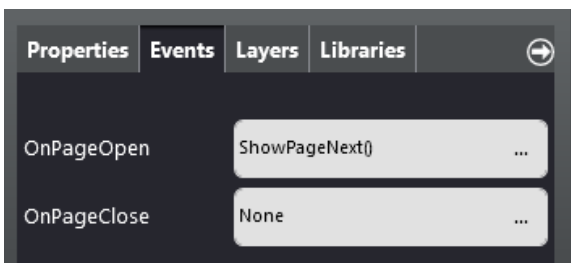 Properties Events Layers Libraries
OnPageOpen ShowPageNext() ...
OnPageClose None ...